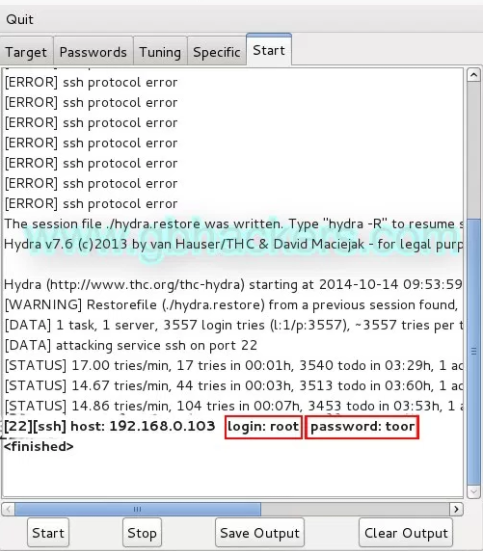 Quit
Target Passwords Tuning Specific Start
[ERROR] ssh protocol error
[ERROR] ssh protocol error
[ERROR] ssh protocol error
[ERROR] ssh protocol error
[ERROR] ssh protocol error
[ERROR] ssh protocol error
[ERROR] ssh protocol error
The session file ./hydra.restore was written. Type "hydra -R" to resume s
www.gbhackers.com
Hydra v7.6 (c)2013 by van Hauser/THC & David Maciejak - for legal purp
Hydra (http://www.thc.org/thc-hydra) starting at 2014-10-14 09:53:59
[WARNING] Restorefile (./hydra.restore) from a previous session found,
[DATA] 1 task, 1 server, 3557 login tries (l:1/p:3557), ~3557 tries per t
[DATA] attacking service ssh on port 22
[STATUS] 17.00 tries/min, 17 tries in 00:01h, 3540 todo in 03:29h, 1 ac
[STATUS] 14.67 tries/min, 44 tries in 00:03h, 3513 todo in 03:60h, 1 ac
[STATUS] 14.86 tries/min, 104 tries in 00:07h, 3453 todo in 03:53h, 1 a
[22][ssh] host: 192.168.0.103 login: root password: toor
<finished>
Start Stop Save Output Clear Output